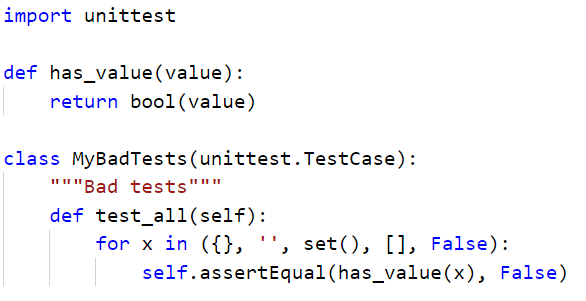 import unittest

def has_value(value):
    return bool(value)

class MyBadTests(unittest.TestCase):
    """Bad tests"""
    def test_all(self):
        for x in ({}, '', set(), [], False):
            self.assertEqual(has_value(x), False)